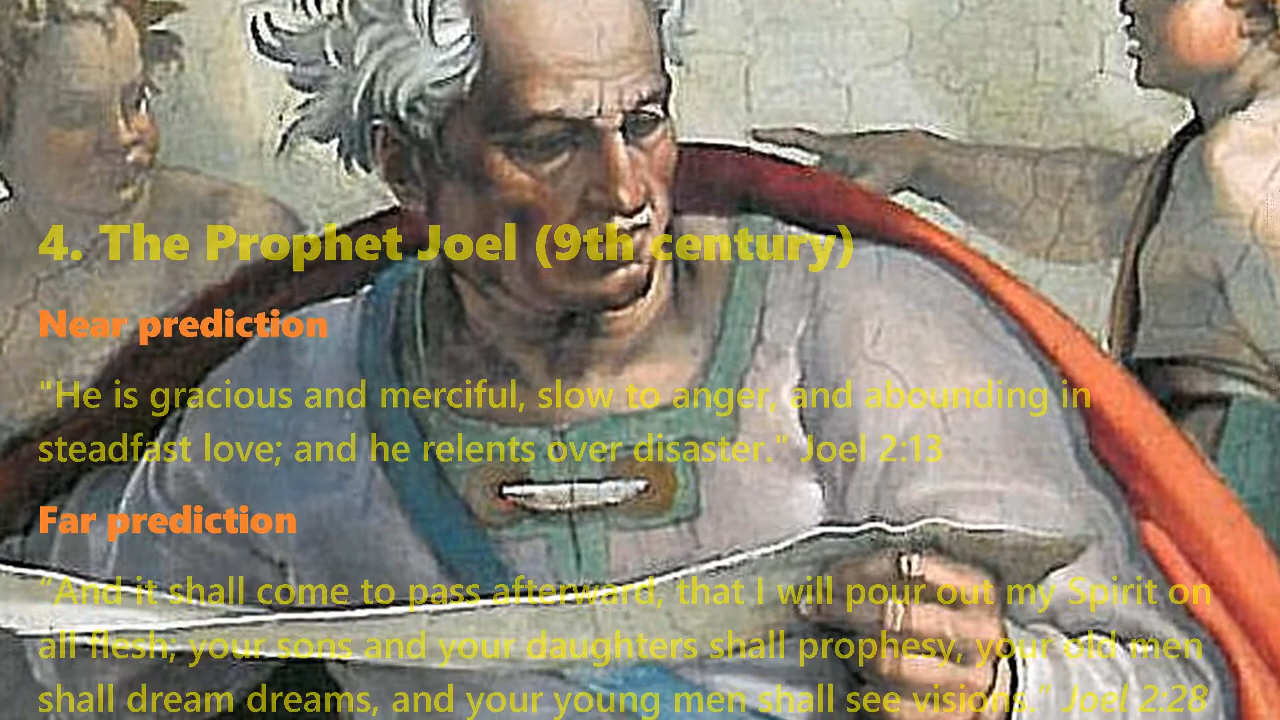 4. The Prophet Joel (9th century)
Near prediction
"He is gracious and merciful, slow to anger, and abounding in
steadfast love; and he relents over disaster." Joel 2:13
Far prediction
“And it shall come to pass afterward, that I will pour out my Spirit on
all flesh; your sons and your daughters shall prophesy, your old men
shall dream dreams, and your young men shall see visions.” Joel 2:28